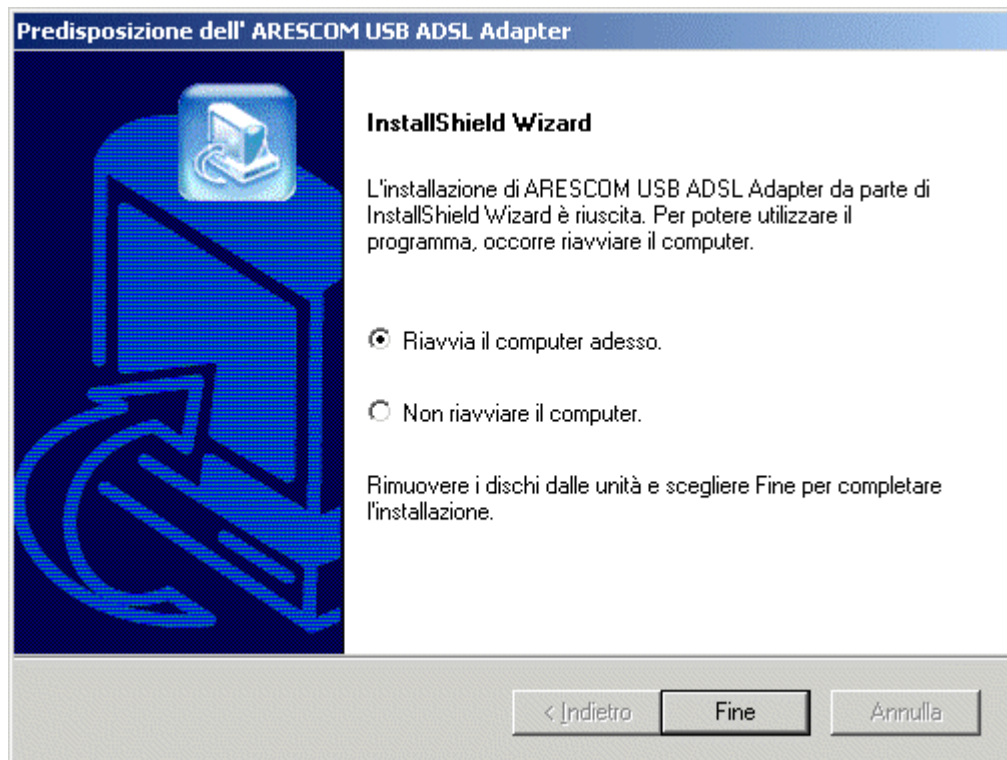 Predisposizione dell' ARESCOM USB ADSL Adapter
InstallShield Wizard
L'installazione di ARESCOM USB ADSL Adapter da parte di
InstallShield Wizard è riuscita. Per potere utilizzare il
programma, occorre riavviare il computer.
Riavvia il computer adesso.
Non riavviare il computer.
Rimuovere i dischi dalle unità e scegliere Fine per completare
l'installazione.
< Indietro
Fine
Annulla